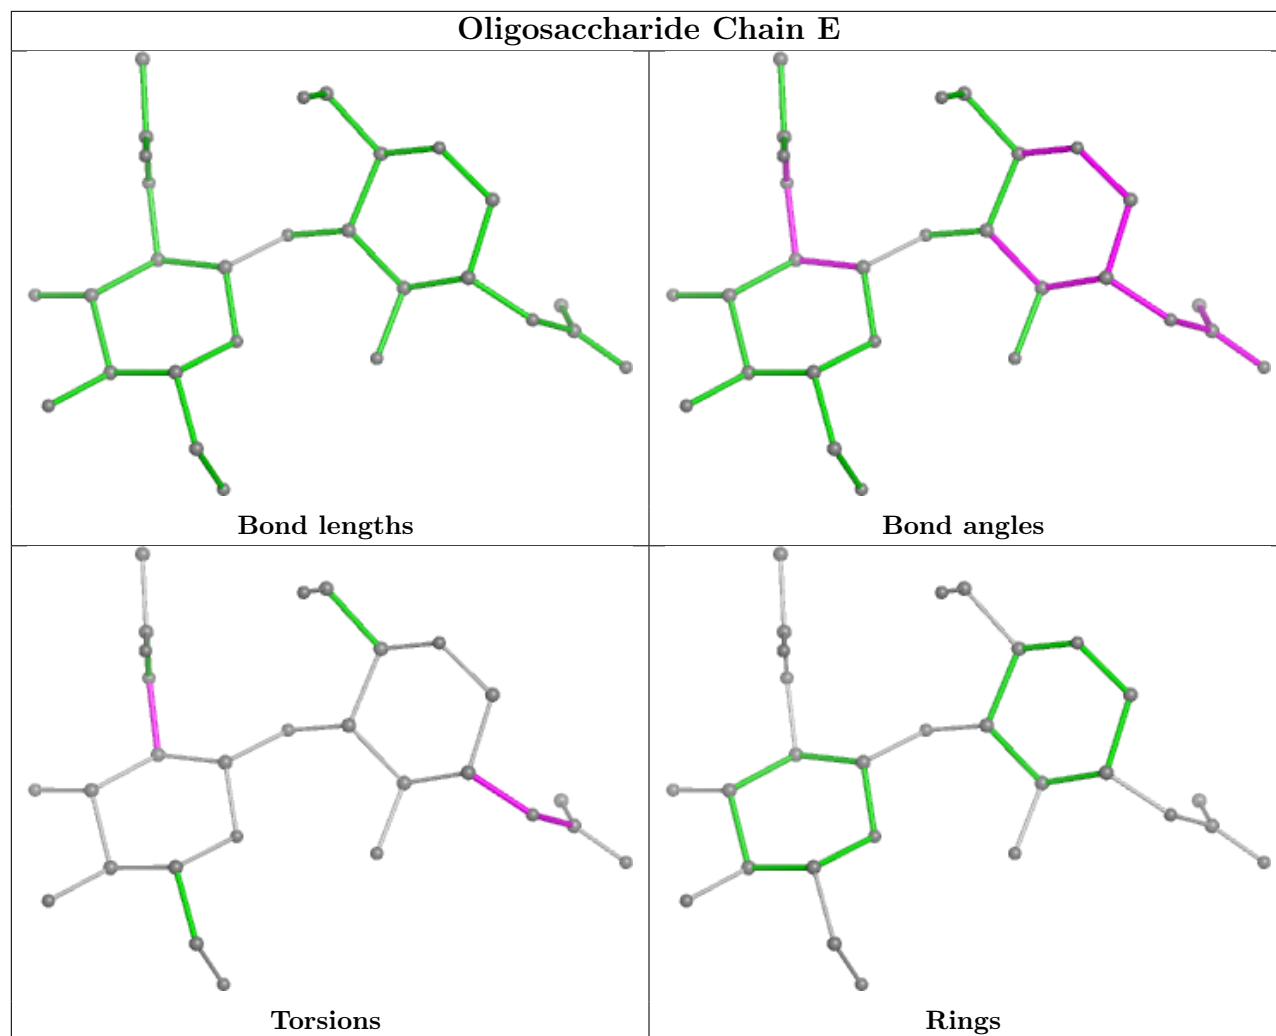 Oligosaccharide Chain E
Bond lengths
Bond angles
Torsions
Rings